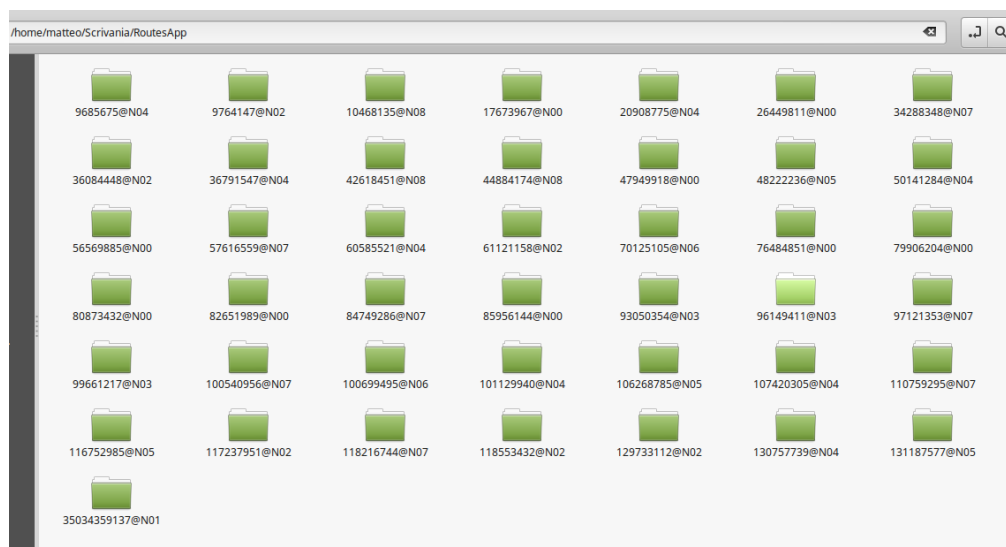 /home/matteo/Scrivania/RoutesApp
9685675@N04 9764147@N02 10468135@N08 17673967@N00 20908775@N04 26449811@N00 34288348@N07
36084448@N02 36791547@N04 42618451@N08 44884174@N08 47949918@N00 48222236@N05 50141284@N04
56569885@N00 57616559@N07 60585521@N04 61121158@N02 70125105@N06 76484851@N00 79906204@N00
80873432@N00 82651989@N00 84749286@N07 85956144@N00 93050354@N03 96149411@N03 97121353@N07
99661217@N03 100540956@N07 100699495@N06 101129940@N04 106268785@N05 107420305@N04 110759295@N07
116752985@N05 117237951@N02 118216744@N07 118553432@N02 129733112@N02 130757739@N04 131187577@N05
35034359137@N01